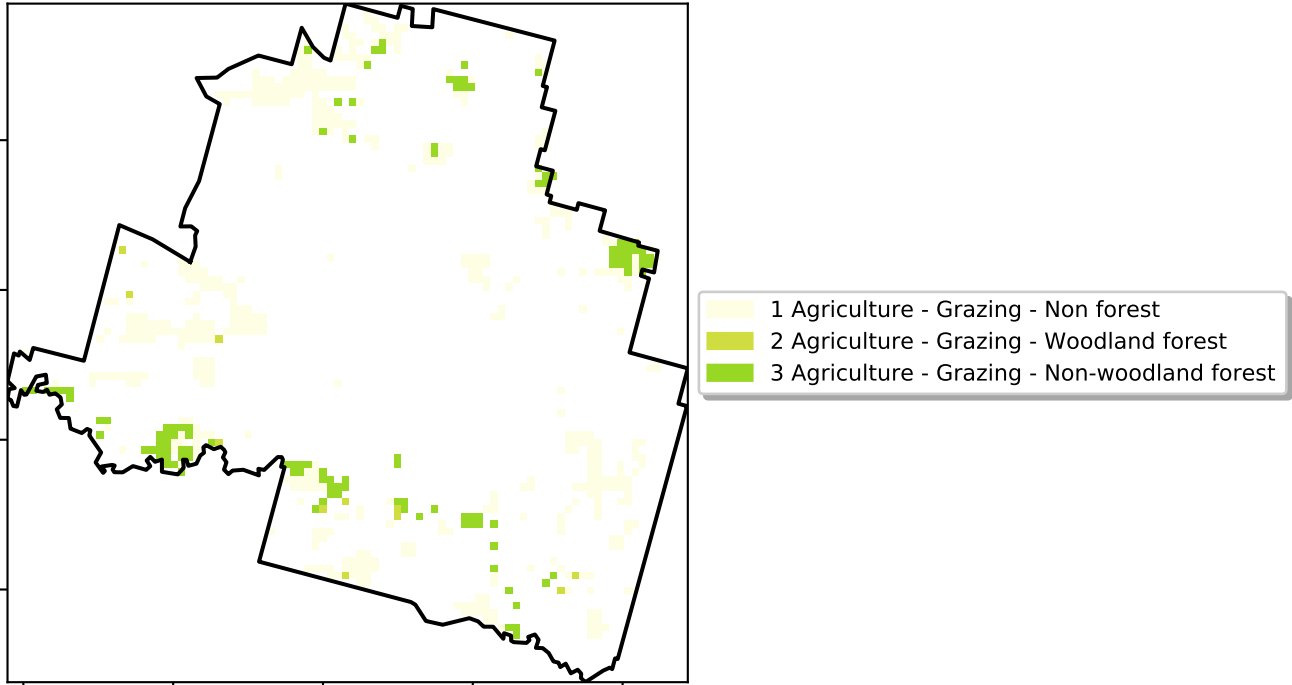 1 Agriculture - Grazing - Non forest
2 Agriculture - Grazing - Woodland forest
3 Agriculture - Grazing - Non-woodland forest